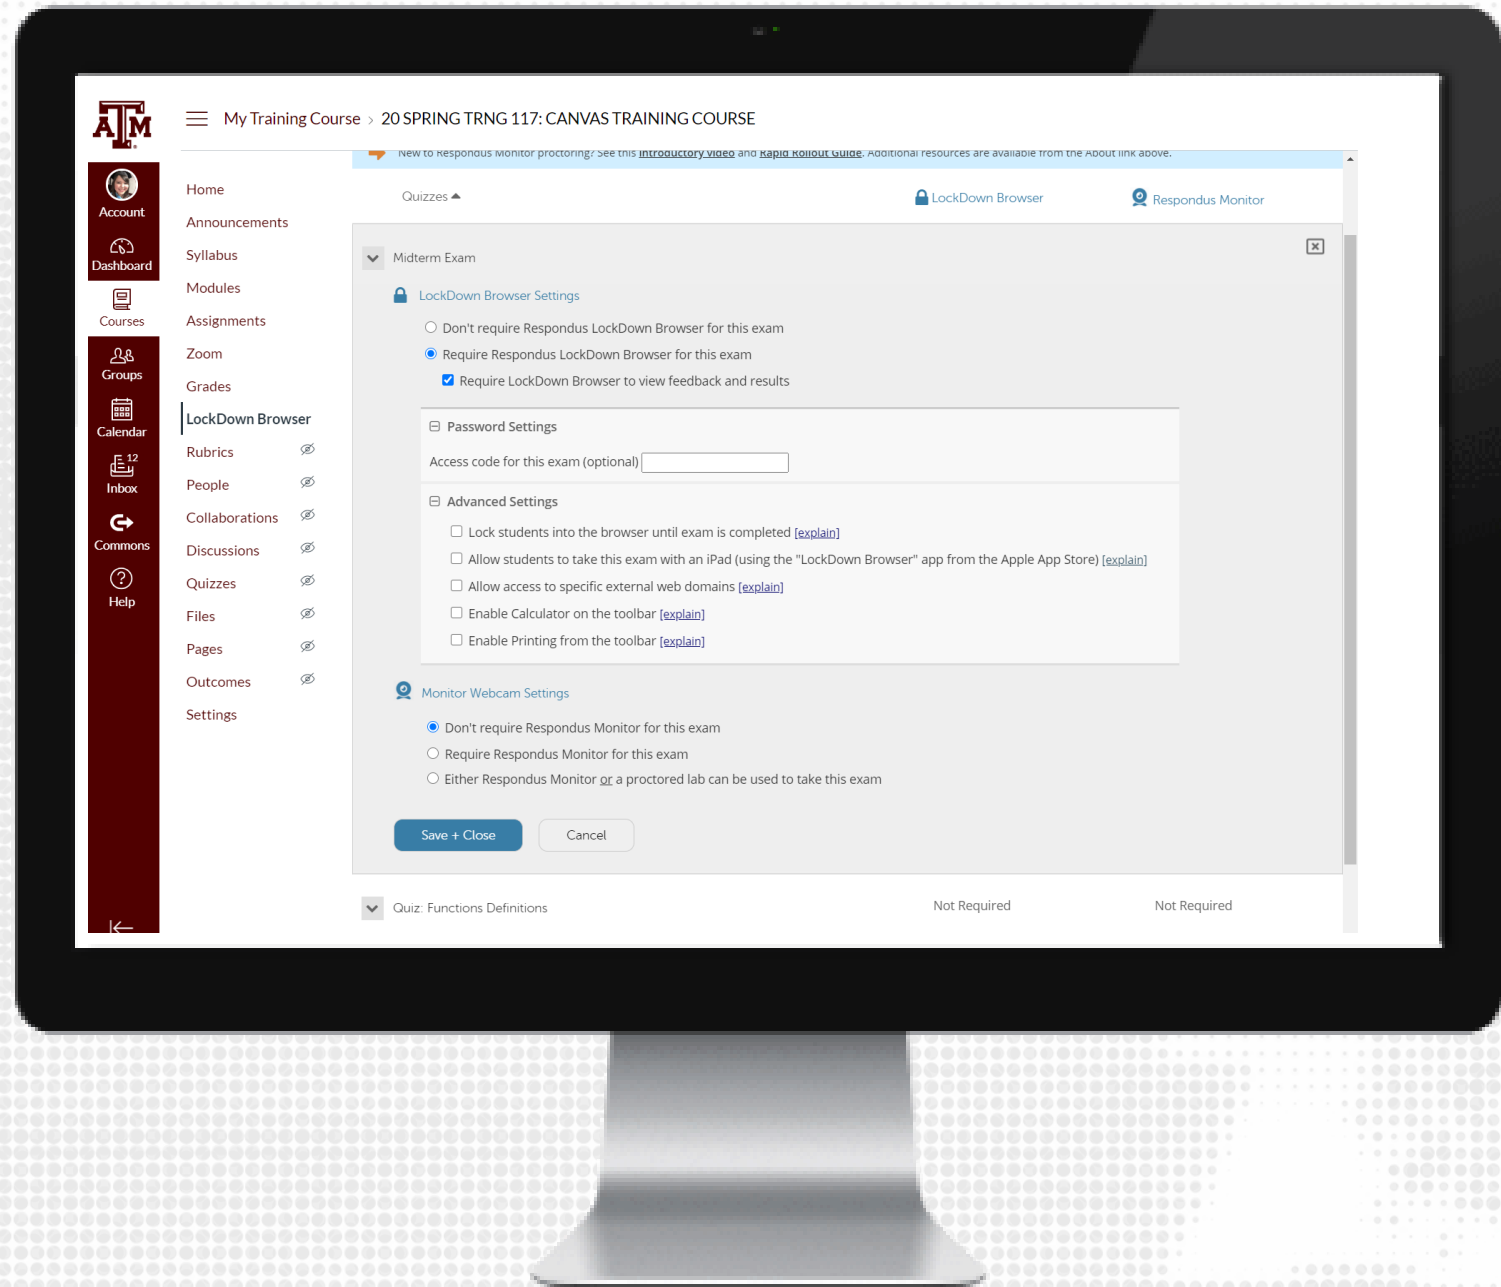 ATM
My Training Course > 20 SPRING TRNG 117: CANVAS TRAINING COURSE
Account
Dashboard
Courses
Groups
Calendar
12
Inbox
Commons
Help
Home
Announcements
Syllabus
Modules
Assignments
Zoom
Grades
LockDown Browser
Rubrics
People
Collaborations
Discussions
Quizzes
Files
Pages
Outcomes
Settings
New to Respondus Monitor proctoring? See this Introductory video and Rapid Rollout Guide. Additional resources are available from the About link above.
Quizzes LockDown Browser Respondus Monitor
Midterm Exam
LockDown Browser Settings
Don't require Respondus LockDown Browser for this exam
Require Respondus LockDown Browser for this exam
Require LockDown Browser to view feedback and results
Password Settings
Access code for this exam (optional)
Advanced Settings
Lock students into the browser until exam is completed [explain]
Allow students to take this exam with an iPad (using the "LockDown Browser" app from the Apple App Store) [explain]
Allow access to specific external web domains [explain]
Enable Calculator on the toolbar [explain]
Enable Printing from the toolbar [explain]
Monitor Webcam Settings
Don't require Respondus Monitor for this exam
Require Respondus Monitor for this exam
Either Respondus Monitor or a proctored lab can be used to take this exam
Save + Close Cancel
Quiz: Functions Definitions Not Required Not Required